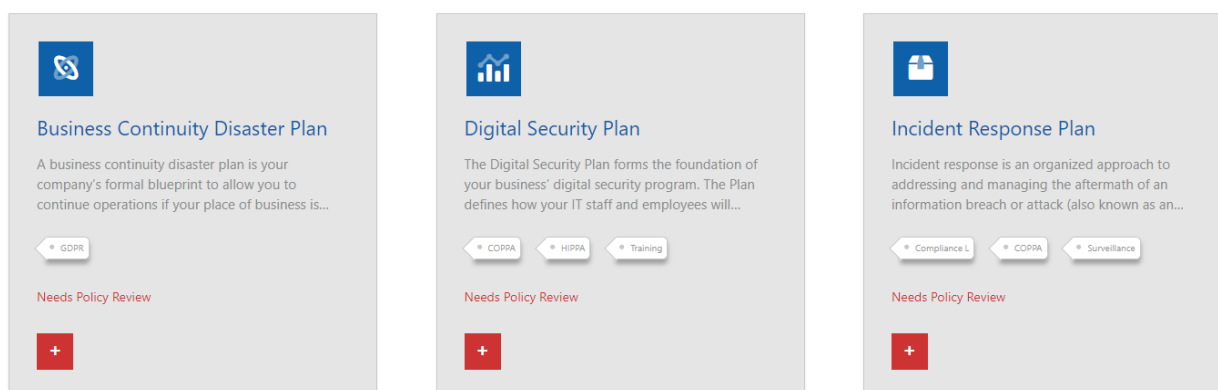 Business Continuity Disaster Plan
A business continuity disaster plan is your
company's formal blueprint to allow you to
continue operations if your place of business is...
GDPR
Needs Policy Review
+
Digital Security Plan
The Digital Security Plan forms the foundation of
your business' digital security program. The Plan
defines how your IT staff and employees will...
COPPA
HIPPA
Training
Needs Policy Review
+
Incident Response Plan
Incident response is an organized approach to
addressing and managing the aftermath of an
information breach or attack (also known as an...
Compliance L
COPPA
Surveillance
Needs Policy Review
+